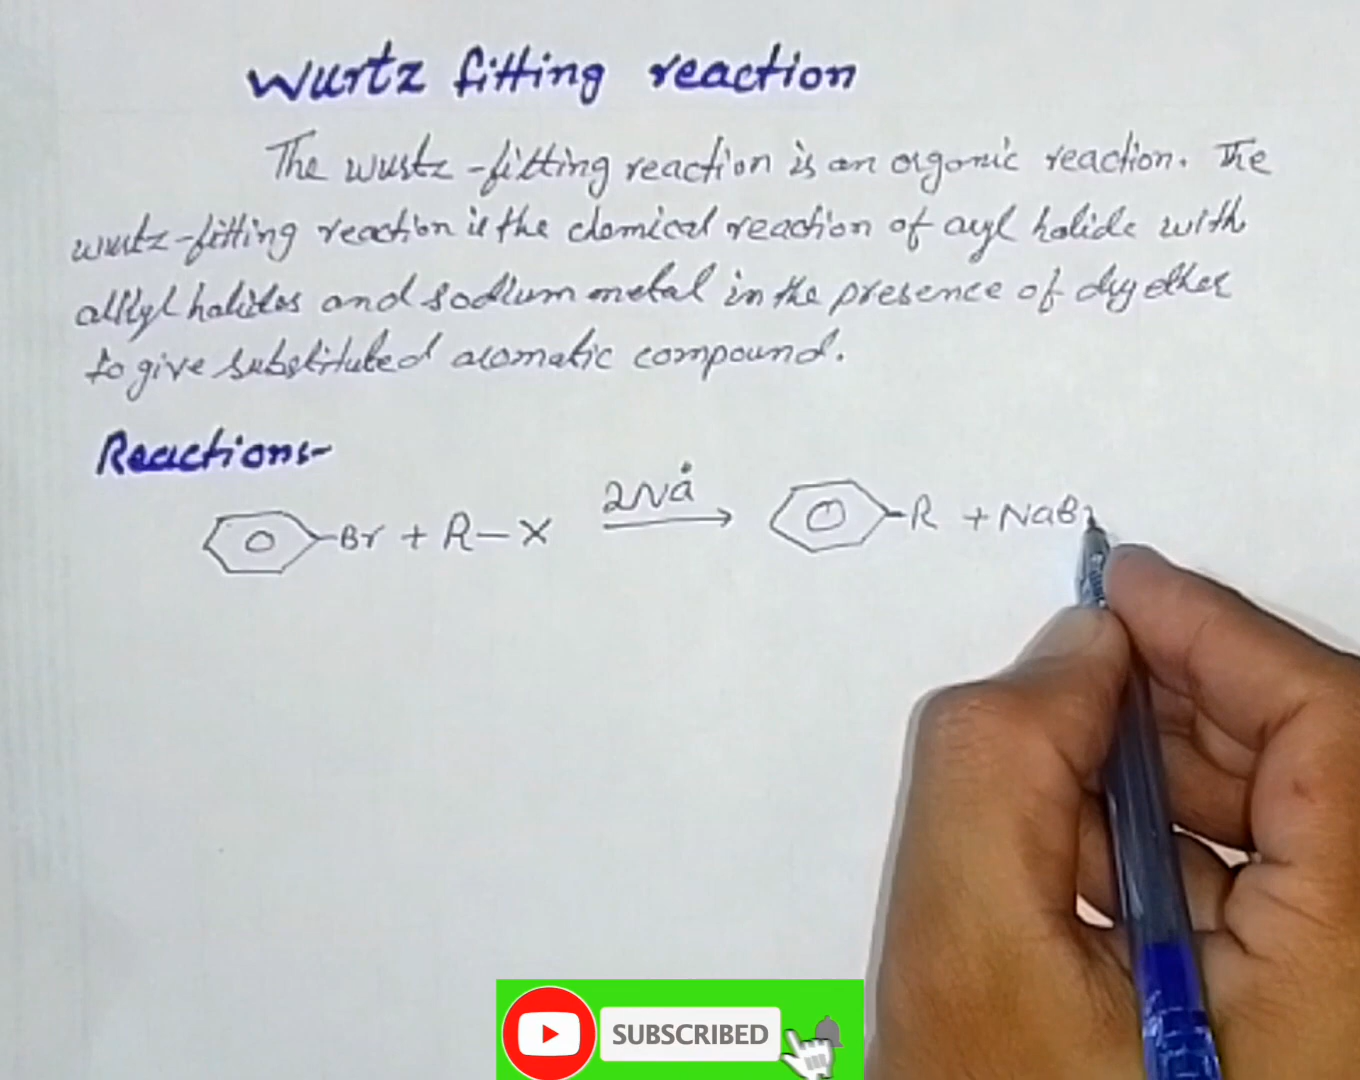 Wurtz fitting reaction
The wurtz-fitting reaction is an organic reaction. The
wurtz-fitting reaction is the chemical reaction of aryl halide with
alkyl halides and sodium metal in the presence of dry ether
to give substituted aromatic compound.
Reactions-
-Br + R-X 2Na → -R + NaBr
SUBSCRIBED